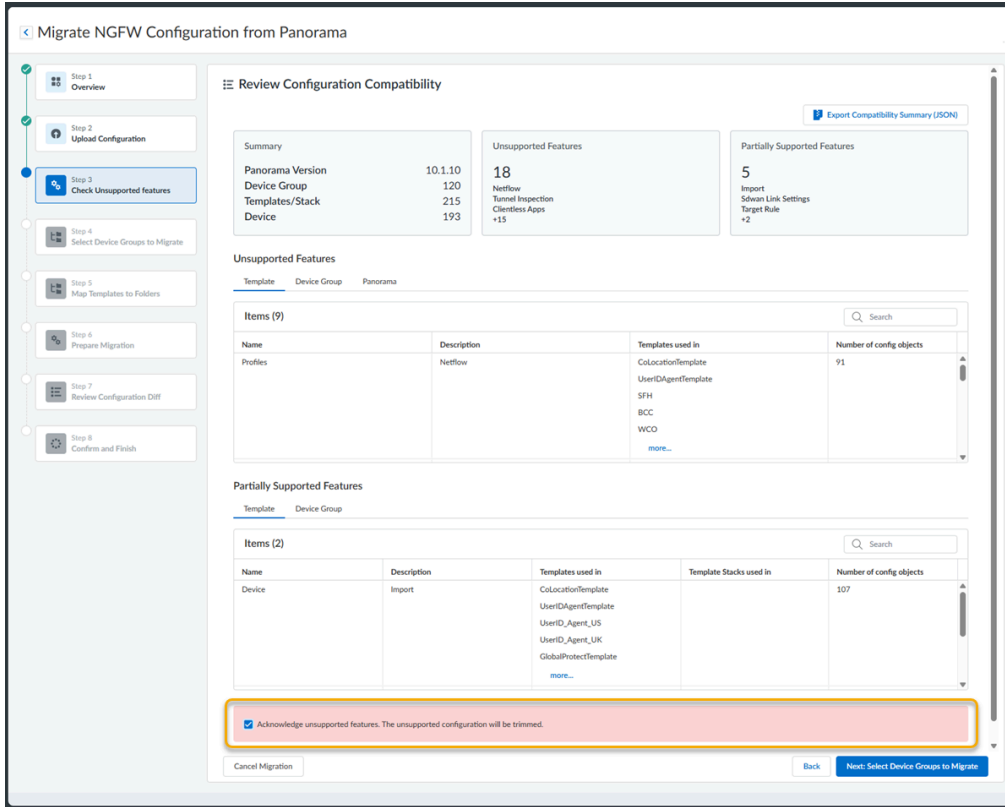 Migrate NGFW Configuration from Panorama
Step 1
Overview
Step 2
Upload Configuration
Step 3
Check Unsupported features
Step 4
Select Device Groups to Migrate
Step 5
Map Templates to Folders
Step 6
Prepare Migration
Step 7
Review Configuration Diff
Step 8
Confirm and Finish
Review Configuration Compatibility
Export Compatibility Summary (JSON)
Summary
Panorama Version 10.1.10
Device Group 120
Templates/Stack 215
Device 193
Unsupported Features
18
Netflow
Tunnel Inspection
Clientless Apps
+15
Partially Supported Features
5
Import
Sdwan Link Settings
Target Rule
+2
Unsupported Features
Template Device Group Panorama
Items (9) Search
Name Description Templates used in Number of config objects
Profiles Netflow CoLocationTemplate 91
UserIDAgentTemplate
SFH
BCC
WCO
more...
Partially Supported Features
Template Device Group
Items (2) Search
Name Description Templates used in Template Stacks used in Number of config objects
Device Import CoLocationTemplate 107
UserIDAgentTemplate
UserID_Agent_US
UserID_Agent_UK
GlobalProtectTemplate
more...
Acknowledge unsupported features. The unsupported configuration will be trimmed.
Cancel Migration Back Next: Select Device Groups to Migrate